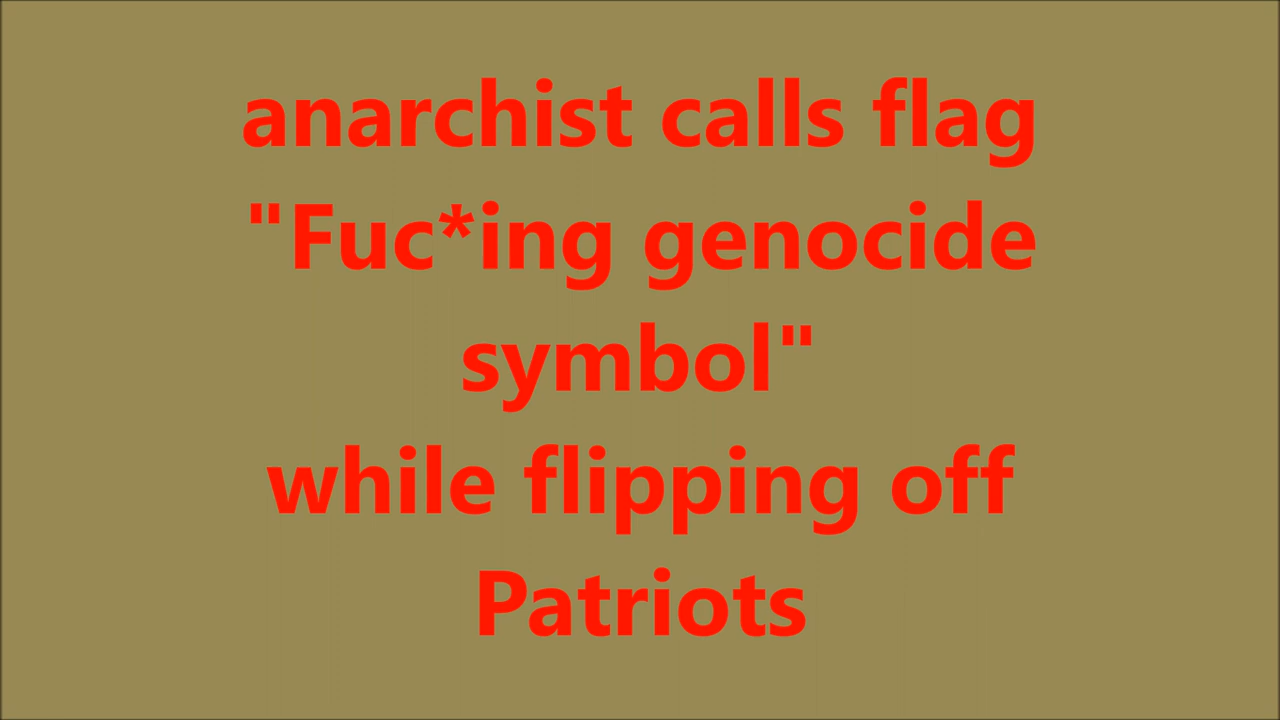 anarchist calls flag
"Fuc*ing genocide
symbol"
while flipping off
Patriots